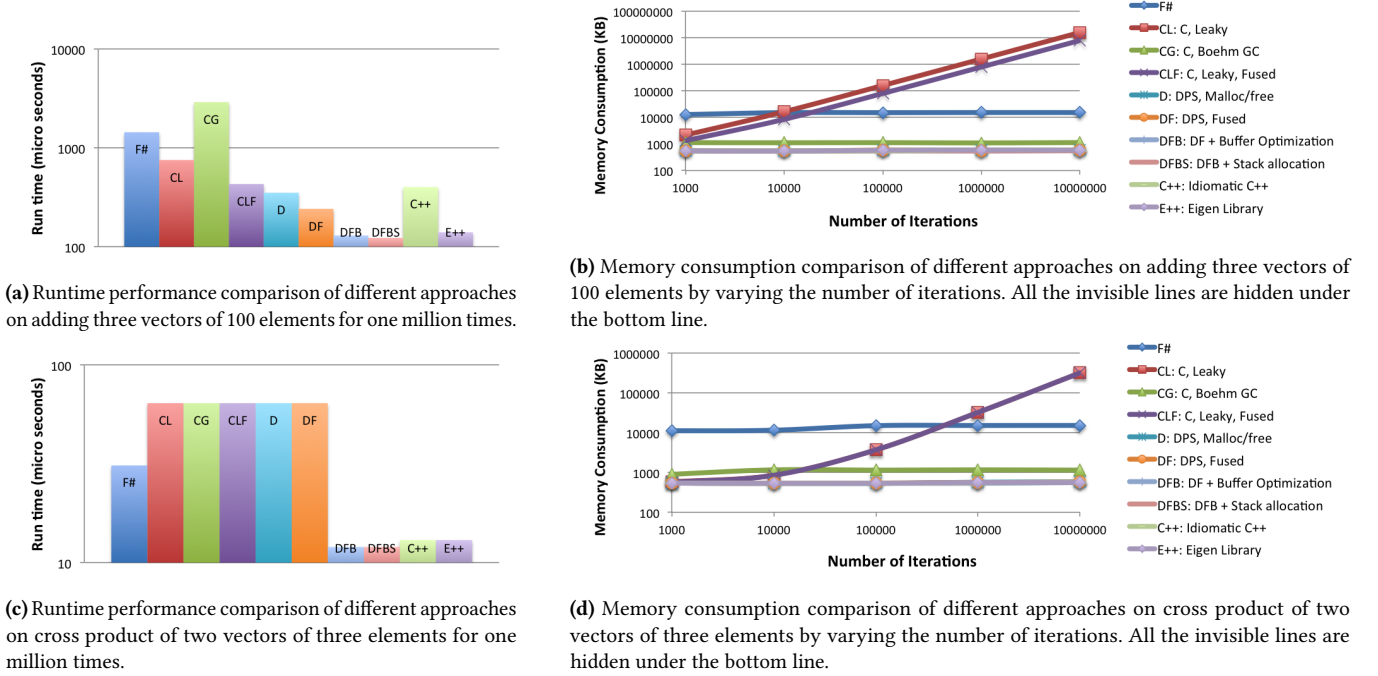 10000
1000
100
Run time (micro seconds)
F#
CL
CG
CLF
D
DF
DFB
DFBS
C++
E++
(a) Runtime performance comparison of different approaches
on adding three vectors of 100 elements for one million times.
100000000
10000000
1000000
100000
10000
1000
100
Memory Consumption (KB)
1000
10000
100000
1000000
10000000
Number of Iterations
F#
CL: C, Leaky
CG: C, Boehm GC
CLF: C, Leaky, Fused
D: DPS, Malloc/free
DF: DPS, Fused
DFB: DF + Buffer Optimization
DFBS: DFB + Stack allocation
C++: Idiomatic C++
E++: Eigen Library
(b) Memory consumption comparison of different approaches on adding three vectors of
100 elements by varying the number of iterations. All the invisible lines are hidden under
the bottom line.
100
10
Run time (micro seconds)
F#
CL
CG
CLF
D
DF
DFB
DFBS
C++
E++
(c) Runtime performance comparison of different approaches
on cross product of two vectors of three elements for one
million times.
1000000
100000
10000
1000
100
Memory Consumption (KB)
1000
10000
100000
1000000
10000000
Number of Iterations
F#
CL: C, Leaky
CG: C, Boehm GC
CLF: C, Leaky, Fused
D: DPS, Malloc/free
DF: DPS, Fused
DFB: DF + Buffer Optimization
DFBS: DFB + Stack allocation
C++: Idiomatic C++
E++: Eigen Library
(d) Memory consumption comparison of different approaches on cross product of two
vectors of three elements by varying the number of iterations. All the invisible lines are
hidden under the bottom line.